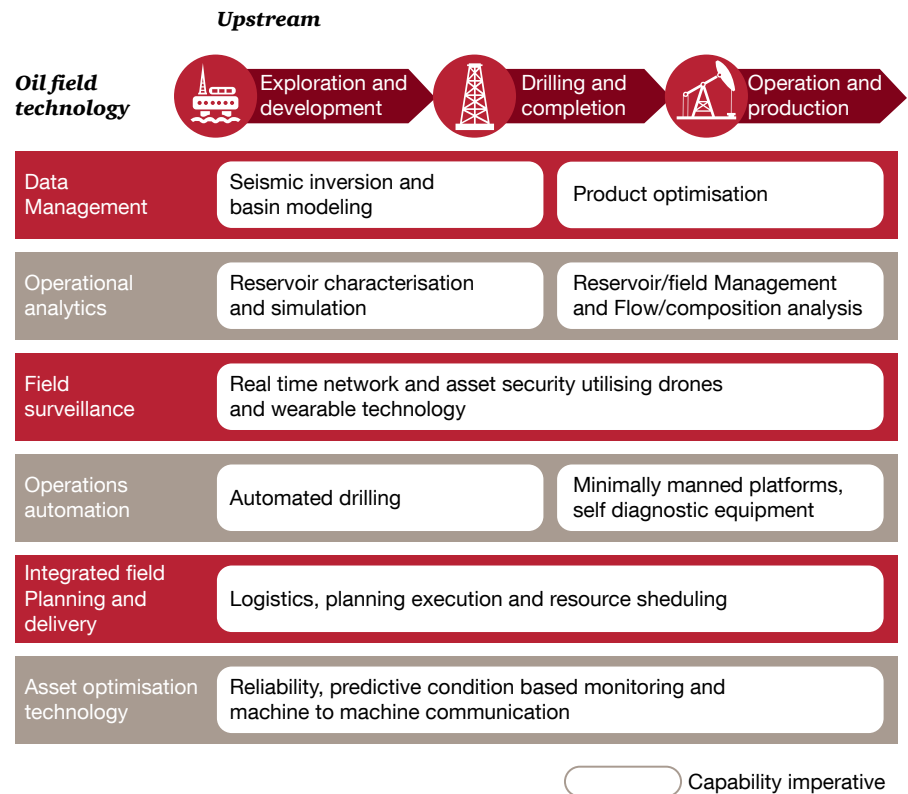 Upstream
Oil field
technology
Exploration and
development
Drilling and
completion
Operation and
production
Data
Management
Seismic inversion and
basin modeling
Product optimisation
Operational
analytics
Reservoir characterisation
and simulation
Reservoir/field Management
and Flow/composition analysis
Field
surveillance
Real time network and asset security utilising drones
and wearable technology
Operations
automation
Automated drilling
Minimally manned platforms,
self diagnostic equipment
Integrated field
Planning and
delivery
Logistics, planning execution and resource sheduling
Asset optimisation
technology
Reliability, predictive condition based monitoring and
machine to machine communication
Capability imperative